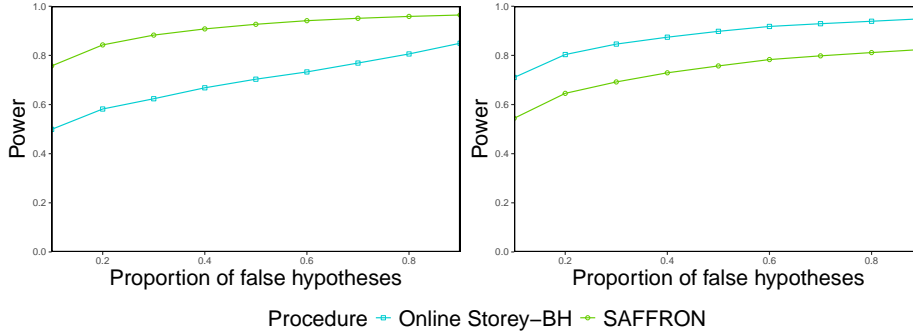 1.0
0.8
0.6
0.4
0.2
0.0
Power
0.2 0.4 0.6 0.8
Proportion of false hypotheses
1.0
0.8
0.6
0.4
0.2
0.0
Power
0.2 0.4 0.6 0.8
Proportion of false hypotheses
Procedure Online Storey−BH SAFFRON